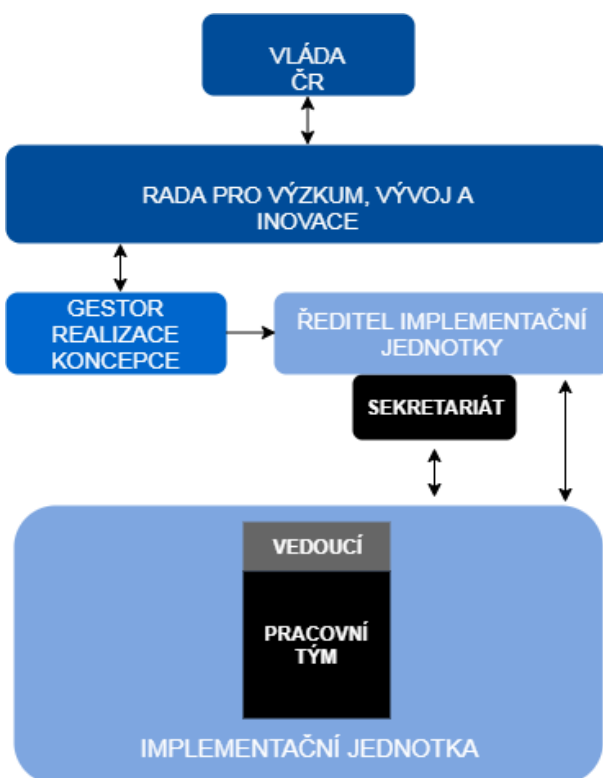 VLÁDA
ČR
RADA PRO VÝZKUM, VÝVOJ A
INOVACE
GESTOR
REALIZACE
KONCEPCE
ŘEDITEL IMPLEMENTAČNÍ
JEDNOTKY
SEKRETARIÁT
VEDOUCÍ
PRACOVNÍ
TÝM
IMPLEMENTAČNÍ JEDNOTKA